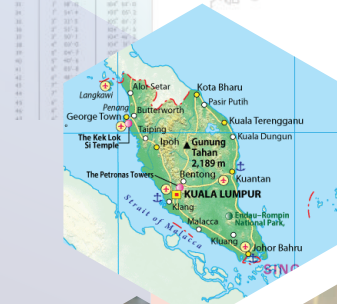 Alor Setar
Langkawi
Kota Bharu
Pasir Putih
Penang
Butterworth
George Town
Kuala Terengganu
Taiping
The Kek Lok
Si Temple
Ipoh
Gunung
Tahan
2,189 m
Kuala Dungun
The Petronas Towers
Bentong
Kuantan
KUALA LUMPUR
Klang
Strait of Malacca
Malacca
Endau-Rompin
National Park
Kluang
Johor Bahru
SING